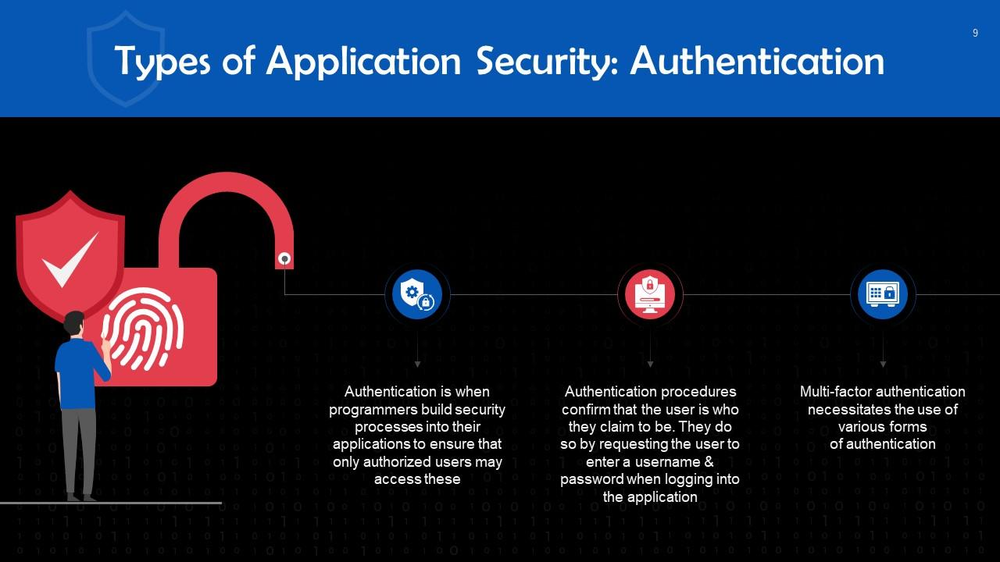 9
Types of Application Security: Authentication
Authentication is when
programmers build security
processes into their
applications to ensure that
only authorized users may
access these
Authentication procedures
confirm that the user is who
they claim to be. They do
so by requesting the user to
enter a username &
password when logging into
the application
Multi-factor authentication
necessitates the use of
various forms
of authentication